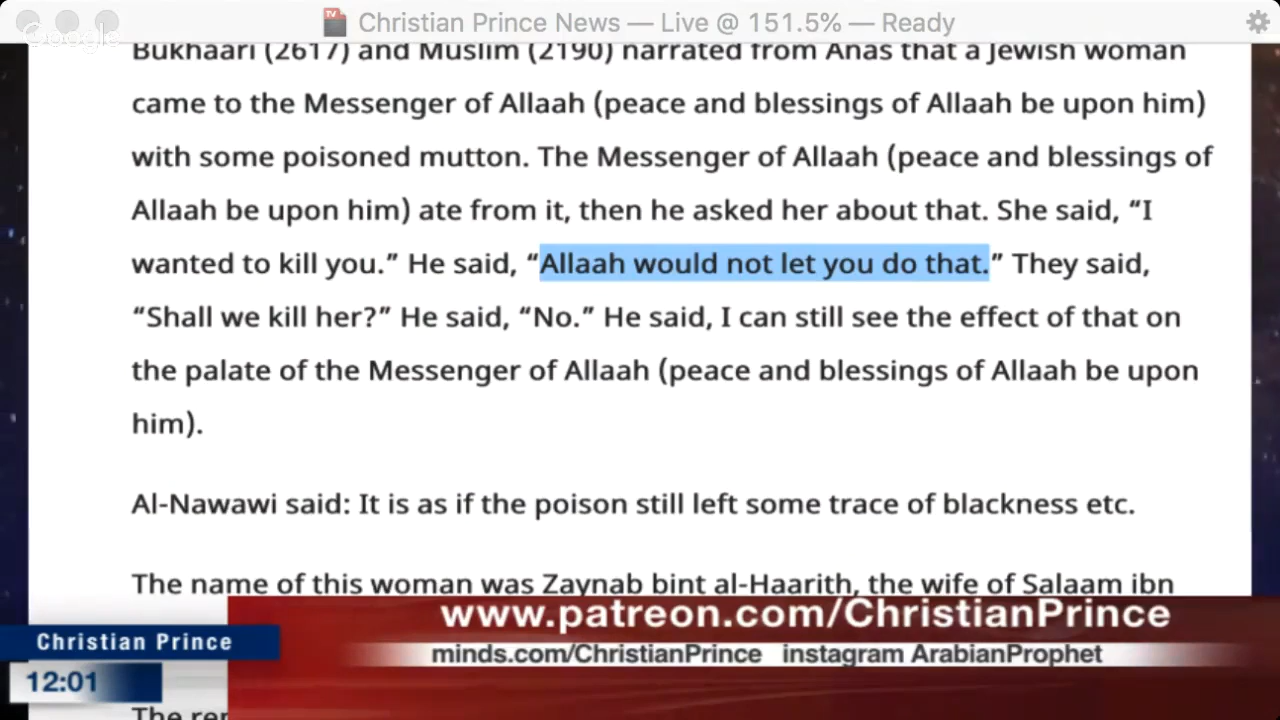 Christian Prince News — Live @ 151.5% — Ready
Google
Bukhaari (2617) and Muslim (2190) narrated from Anas that a Jewish woman
came to the Messenger of Allaah (peace and blessings of Allaah be upon him)
with some poisoned mutton. The Messenger of Allaah (peace and blessings of
Allaah be upon him) ate from it, then he asked her about that. She said, “I
wanted to kill you.” He said, “Allaah would not let you do that.” They said,
“Shall we kill her?” He said, “No.” He said, I can still see the effect of that on
the palate of the Messenger of Allaah (peace and blessings of Allaah be upon
him).
Al-Nawawi said: It is as if the poison still left some trace of blackness etc.
The name of this woman was Zaynab bint al-Haarith, the wife of Salaam ibn
www.patreon.com/ChristianPrince
Christian Prince
minds.com/ChristianPrince instagram ArabianProphet
12:01
The